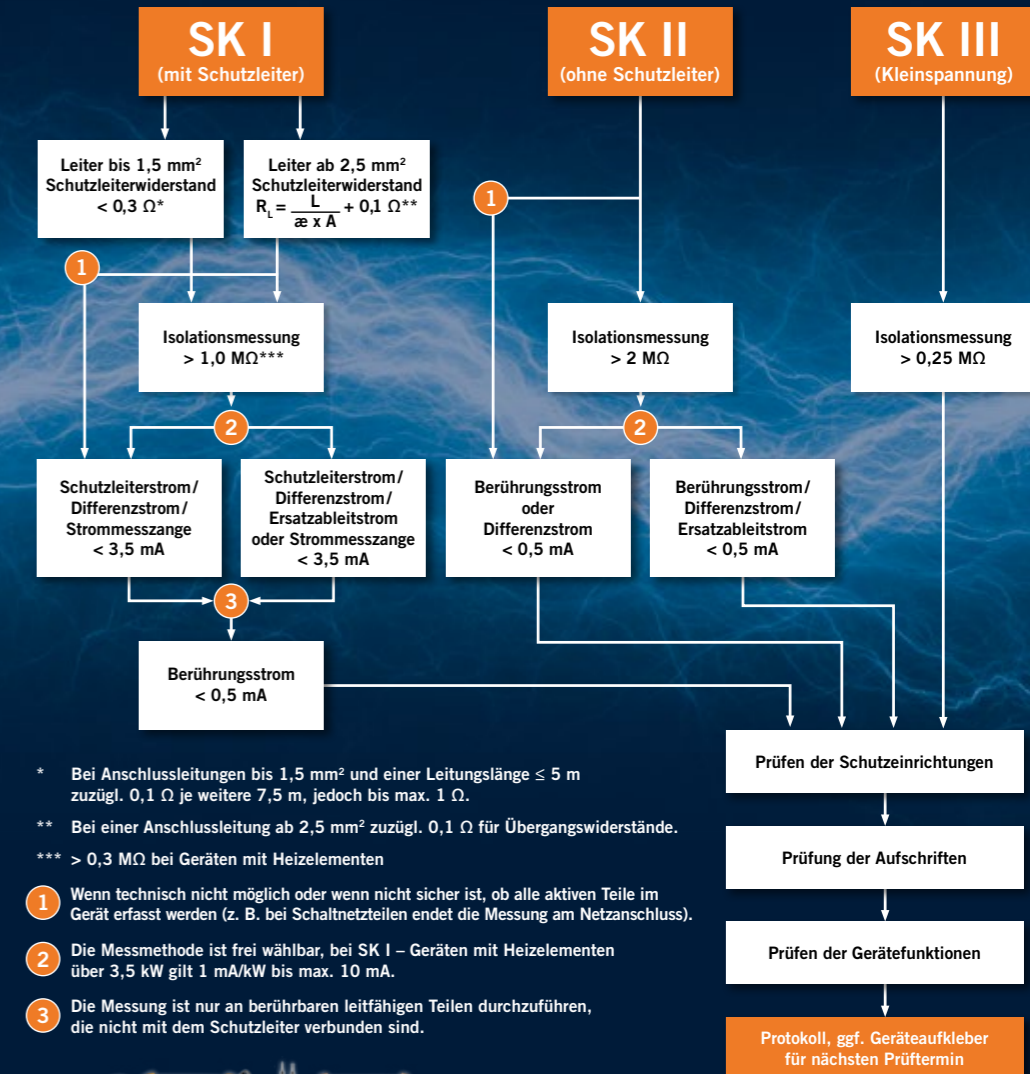 SK I
(mit Schutzleiter)
SK II
(ohne Schutzleiter)
SK III
(Kleinspannung)
Leiter bis 1,5 mm²
Schutzleiterwiderstand
< 0,3 Ω*
Leiter ab 2,5 mm²
Schutzleiterwiderstand
R_L = L / (æ x A) + 0,1 Ω**
1
1
Isolationsmessung
> 1,0 MΩ***
Isolationsmessung
> 2 MΩ
Isolationsmessung
> 0,25 MΩ
2
2
Schutzleiterstrom/
Differenzstrom/
Strommesszange
< 3,5 mA
Schutzleiterstrom/
Differenzstrom/
Ersatzableitstrom
oder Strommesszange
< 3,5 mA
Berührungsstrom
oder
Differenzstrom
< 0,5 mA
Berührungsstrom/
Differenzstrom/
Ersatzableitstrom
< 0,5 mA
3
Berührungsstrom
< 0,5 mA
* Bei Anschlussleitungen bis 1,5 mm² und einer Leitungslänge ≤ 5 m
zuzügl. 0,1 Ω je weitere 7,5 m, jedoch bis max. 1 Ω.
** Bei einer Anschlussleitung ab 2,5 mm² zuzügl. 0,1 Ω für Übergangswiderstände.
*** > 0,3 MΩ bei Geräten mit Heizelementen
1 Wenn technisch nicht möglich oder wenn nicht sicher ist, ob alle aktiven Teile im
Gerät erfasst werden (z. B. bei Schaltnetzteilen endet die Messung am Netzanschluss).
2 Die Messmethode ist frei wählbar, bei SK I – Geräten mit Heizelementen
über 3,5 kW gilt 1 mA/kW bis max. 10 mA.
3 Die Messung ist nur an berührbaren leitfähigen Teilen durchzuführen,
die nicht mit dem Schutzleiter verbunden sind.
Prüfen der Schutzeinrichtungen
Prüfung der Aufschriften
Prüfen der Gerätefunktionen
Protokoll, ggf. Geräteaufkleber
für nächsten Prüftermin